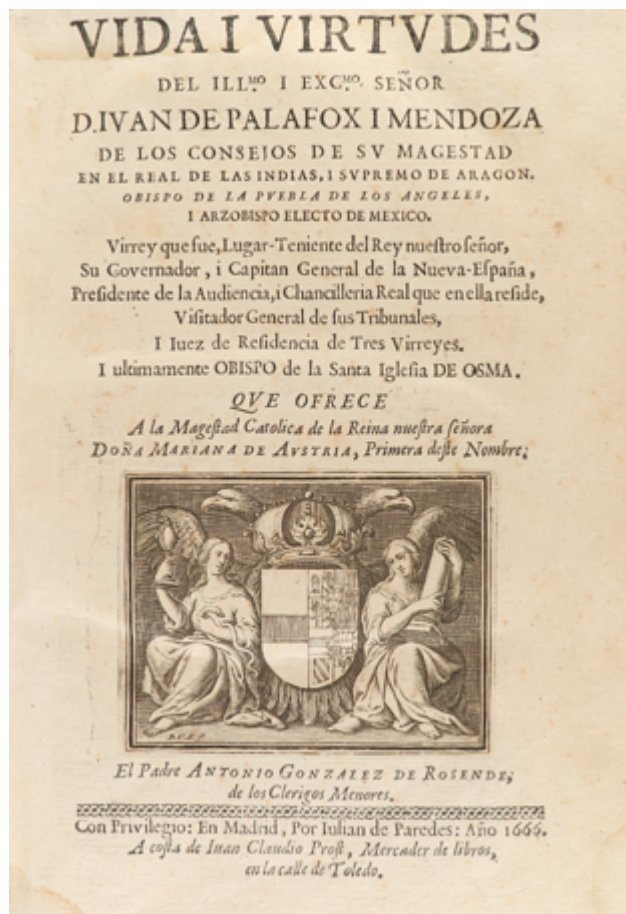 VIDA I VIRTVDES
DEL ILL.MO I EXC.MO. SEÑOR
D.IVAN DE PALAFOX I MENDOZA
DE LOS CONSEJOS DE SV MAGESTAD
EN EL REAL DE LAS INDIAS, I SVPREMO DE ARAGON.
OBISPO DE LA PVEBLA DE LOS ANGELES,
I ARZOBISPO ELECTO DE MEXICO.
Virrey que fue, Lugar-Teniente del Rey nueſtro ſeñor,
Su Governador, i Capitan General de la Nueva-Eſpaña,
Preſidente de la Audiencia, i Chancilleria Real que en ella reſide,
Viſitador General de ſus Tribunales,
I Iuez de Reſidencia de Tres Virreyes.
I ultimamente OBISPO de la Santa Igleſia DE OSMA.
QVE OFRECE
A la Mageſtad Catolica de la Reina nueſtra ſeñora
DOÑA MARIANA DE AVSTRIA, Primera deſte Nombre;
El Padre ANTONIO GONZALEZ DE ROSENDE;
de los Clerigos Menores.
Con Privilegio: En Madrid, Por Iulian de Paredes: Año 1666.
A coſta de Iuan Claudio Proſt, Mercader de libros,
en la calle de Toledo.